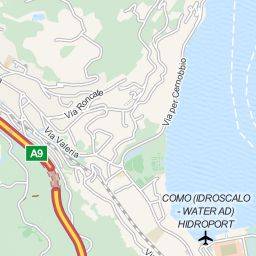 Via Roncale
Via per Cernobbio
Via Valeria
A9
COMO (IDROSCALO
- WATER AD)
HIDROPORT